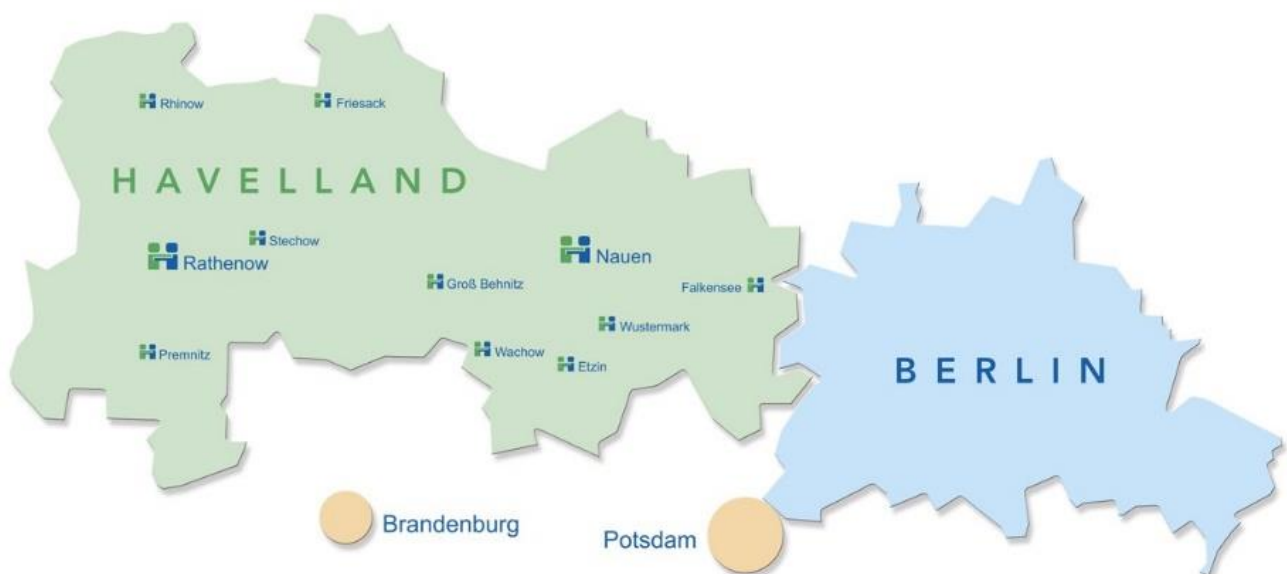 Rhinow
Friesack
HAVELLAND
Stechow
Rathenow
Nauen
Groß Behnitz
Falkensee
Wustermark
Premnitz
Wachow
Etzin
BERLIN
Brandenburg
Potsdam